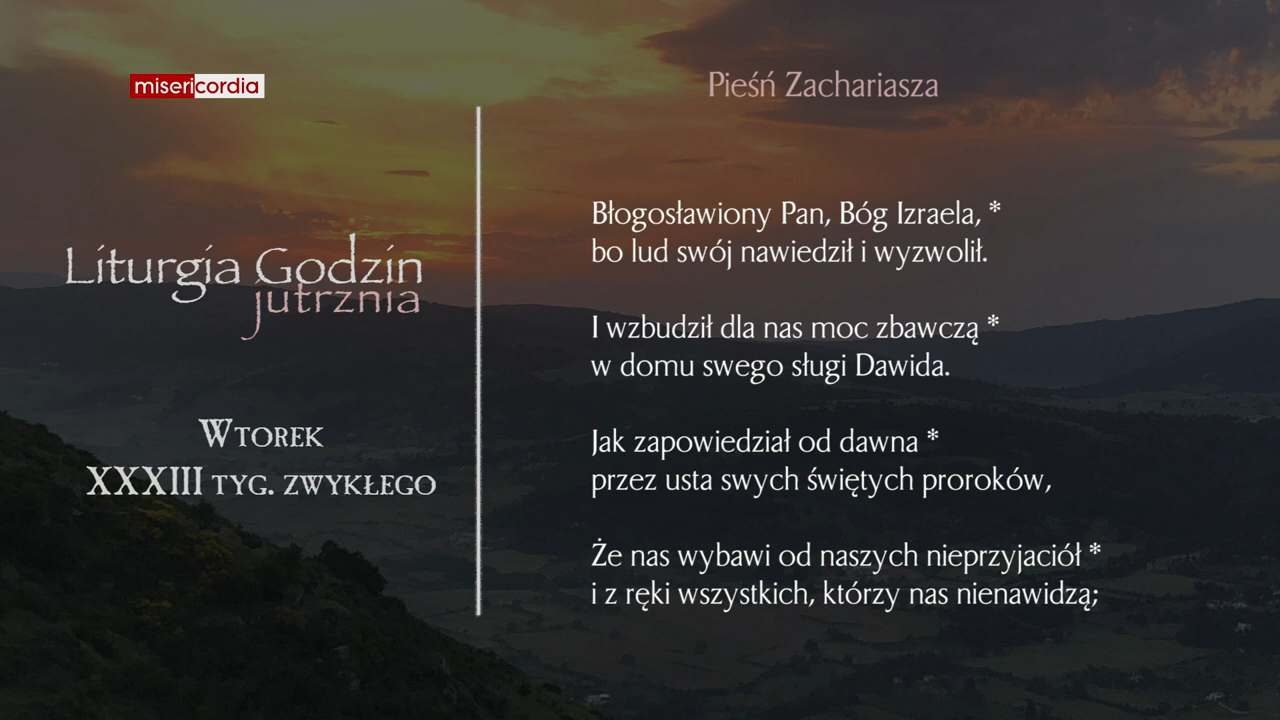 misericordia
Liturgia Godzin
jutrznia
Wtorek
XXXIII tyg. zwykłego
Pieśń Zachariasza
Błogosławiony Pan, Bóg Izraela, *
bo lud swój nawiedził i wyzwolił.
I wzbudził dla nas moc zbawczą *
w domu swego sługi Dawida.
Jak zapowiedział od dawna *
przez usta swych świętych proroków,
Że nas wybawi od naszych nieprzyjaciół *
i z ręki wszystkich, którzy nas nienawidzą;